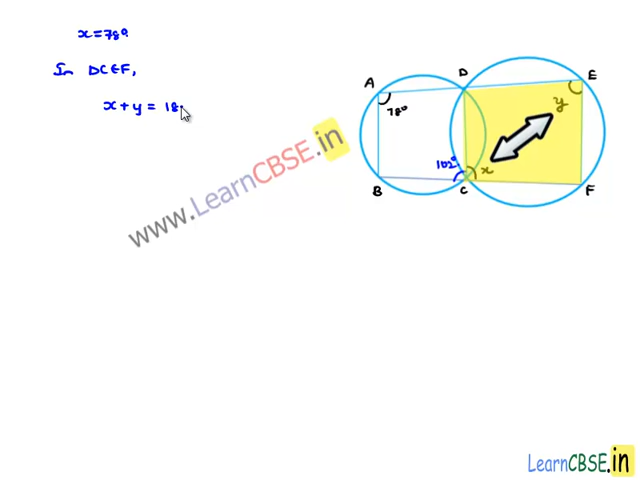 x = 78°.
In DCEF,
x + y = 18
A
D
E
78°
y
102°
x
B
C
F
www.LearnCBSE.in
LearnCBSE.in